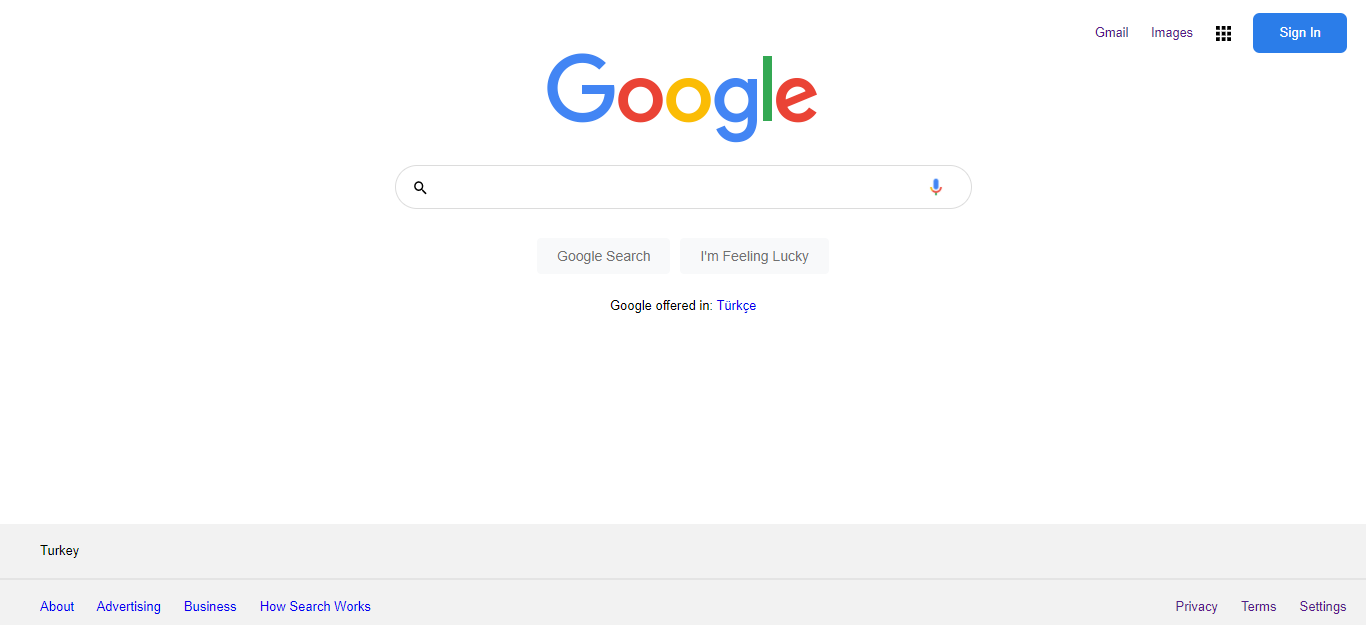 Gmail Images Sign In
Google
Google Search I'm Feeling Lucky
Google offered in: Türkçe
Turkey
About Advertising Business How Search Works Privacy Terms Settings